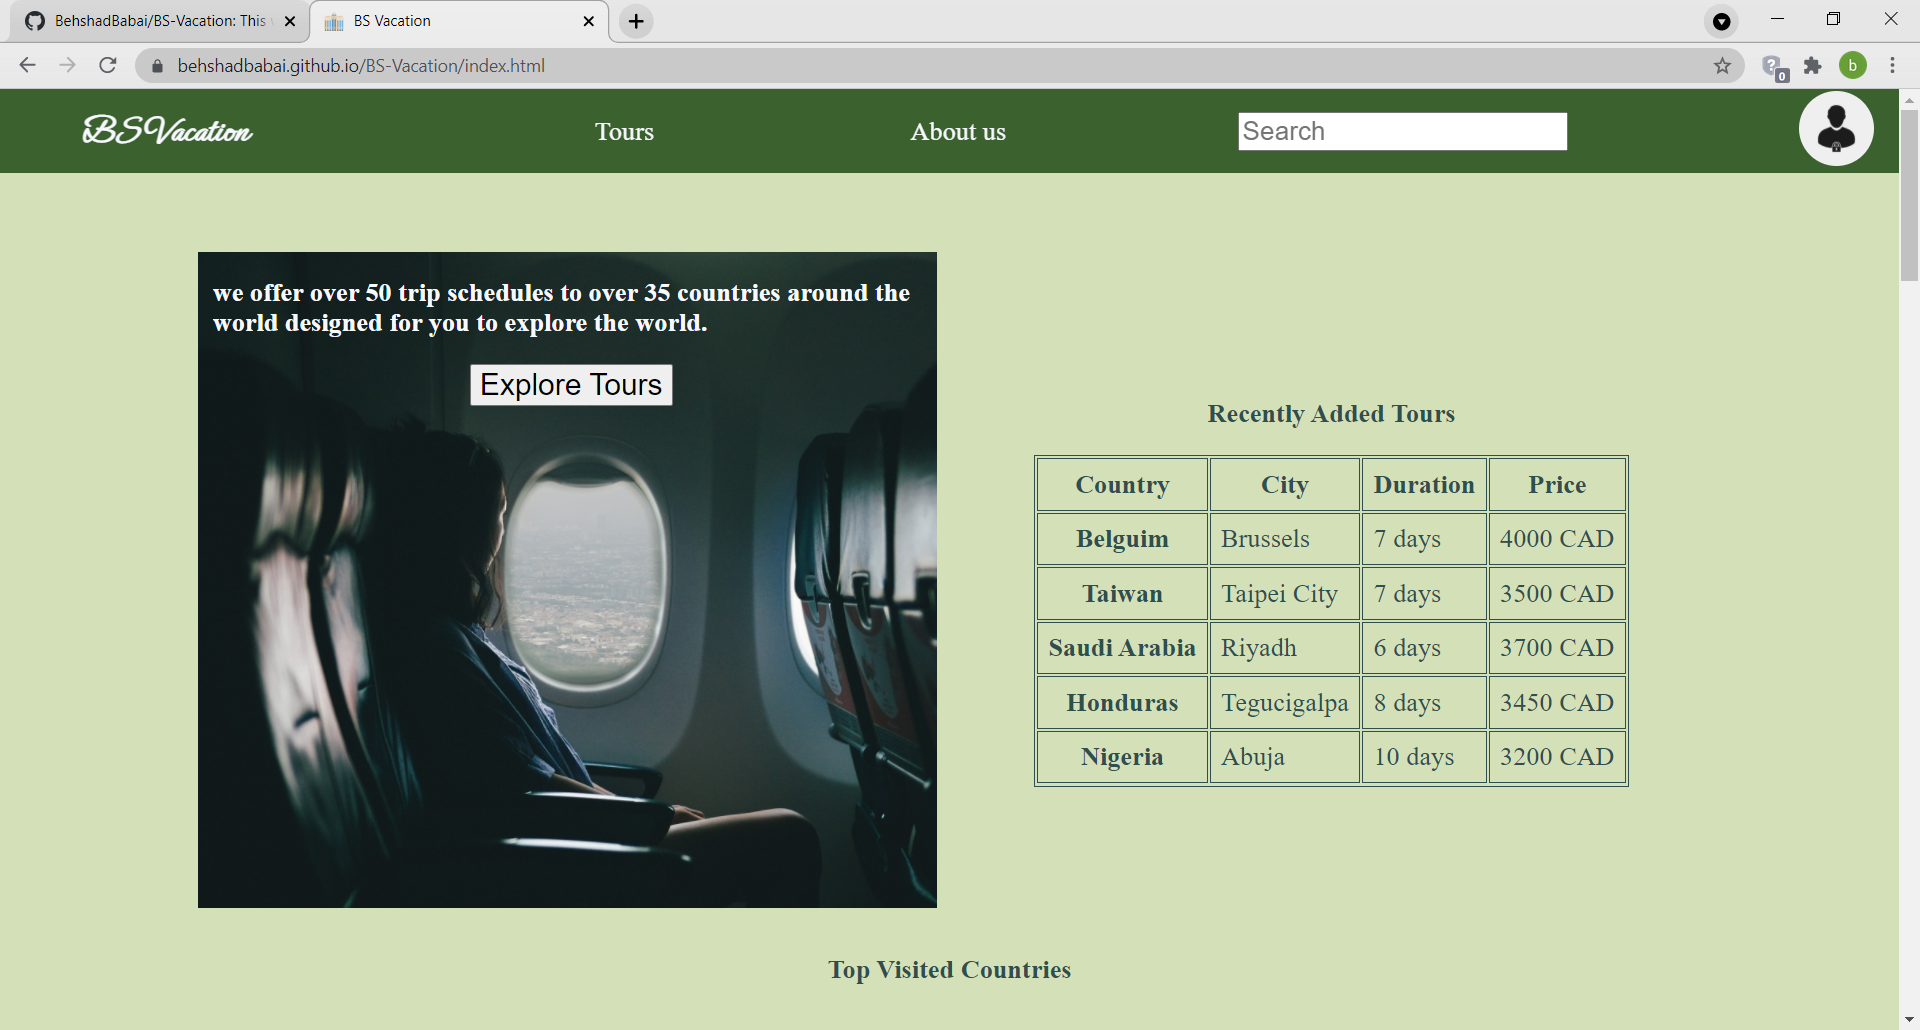 BehshadBabai/BS-Vacation: This
BS Vacation
behshadbabai.github.io/BS-Vacation/index.html
0
b
BSVacation
Tours
About us
Search
we offer over 50 trip schedules to over 35 countries around the
world designed for you to explore the world.
Explore Tours
Recently Added Tours
Country City Duration Price
Belguim Brussels 7 days 4000 CAD
Taiwan Taipei City 7 days 3500 CAD
Saudi Arabia Riyadh 6 days 3700 CAD
Honduras Tegucigalpa 8 days 3450 CAD
Nigeria Abuja 10 days 3200 CAD
Top Visited Countries